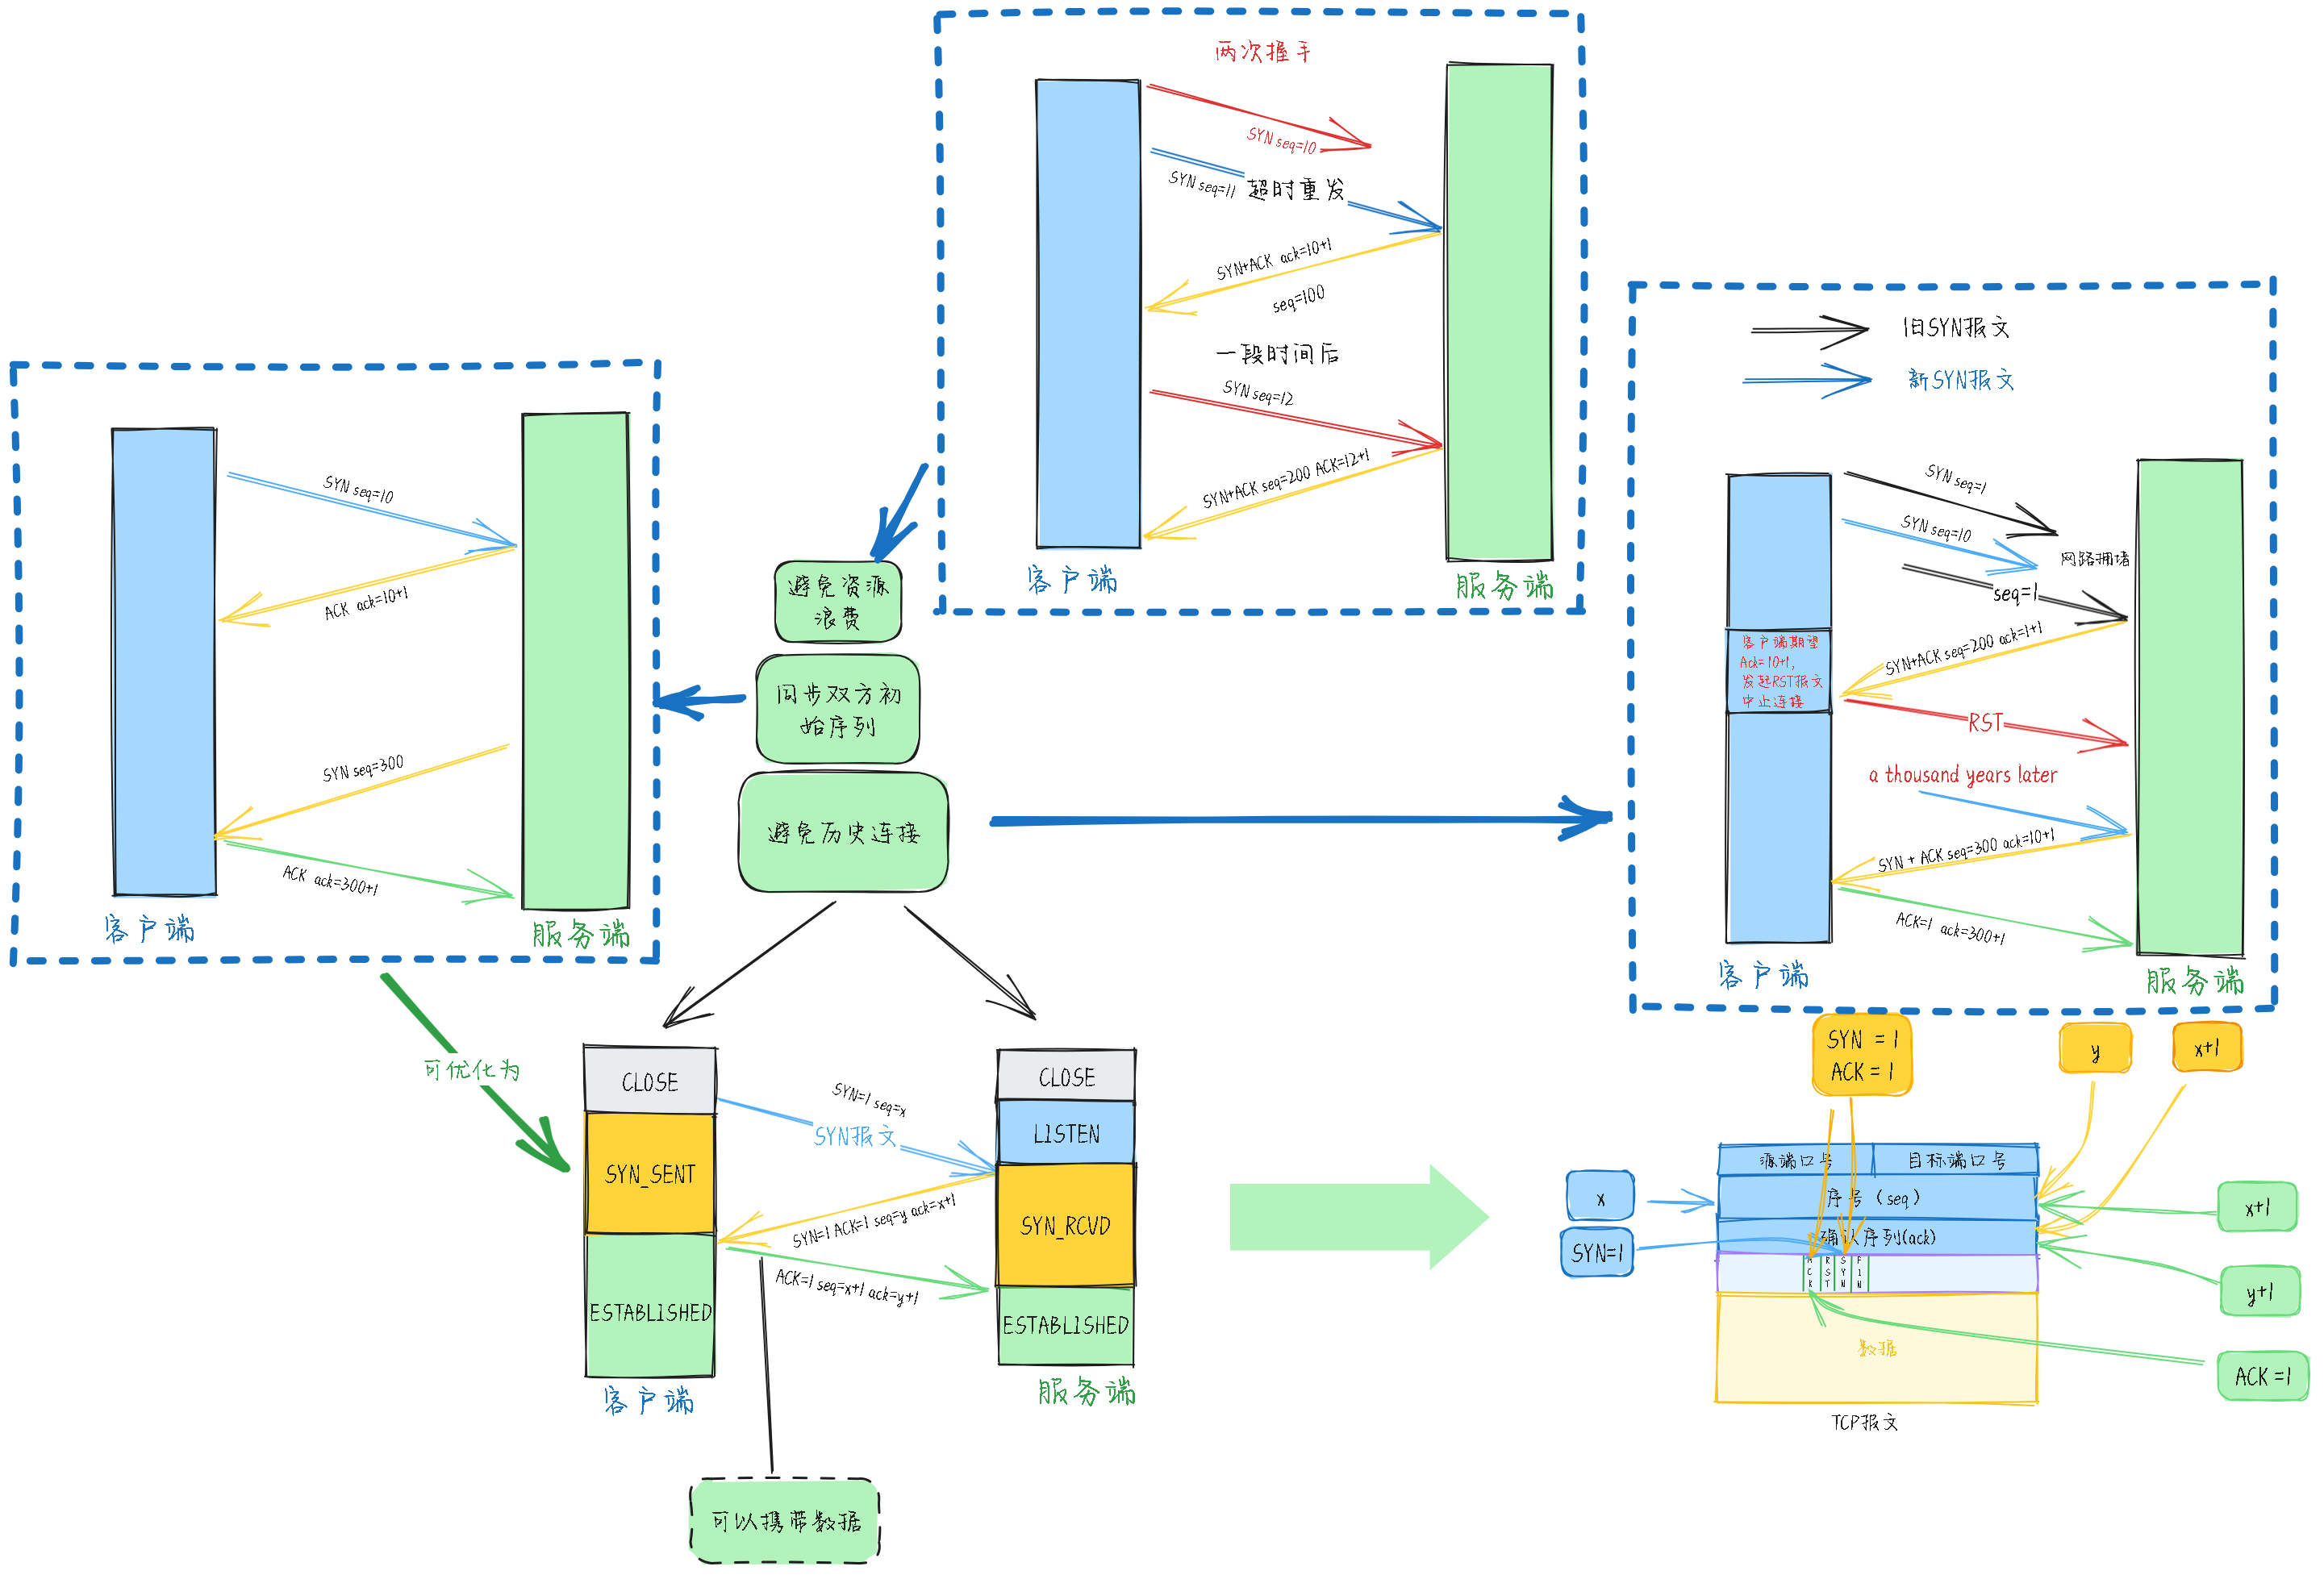 两次握手
SYN seq=10
SYN seq=11
超时重发
SYN+ACK ack=10+1
seq=100
一段时间后
SYN seq=12
SYN+ACK seq=200 ACK=12+1
客户端
服务端
旧SYN报文
新SYN报文
SYN seq=1
SYN seq=10
网路拥堵
seq=1
客户端期望
Ack=10+1,
发起RST报文
中止连接
SYN+ACK seq=200 ack=1+1
RST
a thousand years later
SYN + ACK seq=300 ack=10+1
ACK=1 ack=300+1
客户端
服务端
SYN seq=10
ACK ack=10+1
SYN seq=300
ACK ack=300+1
客户端
服务端
避免资源
浪费
同步双方初
始序列
避免历史连接
可优化为
CLOSE
SYN_SENT
ESTABLISHED
客户端
SYN=1 seq=x
SYN报文
SYN=1 ACK=1 seq=y ack=x+1
ACK=1 seq=x+1 ack=y+1
CLOSE
LISTEN
SYN_RCVD
ESTABLISHED
服务端
可以携带数据
SYN = 1
ACK = 1
y
x+1
x
SYN=1
源端口号
目标端口号
序号（seq）
确认序列(ack)
ACK
RST
SYN
FIN
数据
TCP报文
x+1
y+1
ACK =1